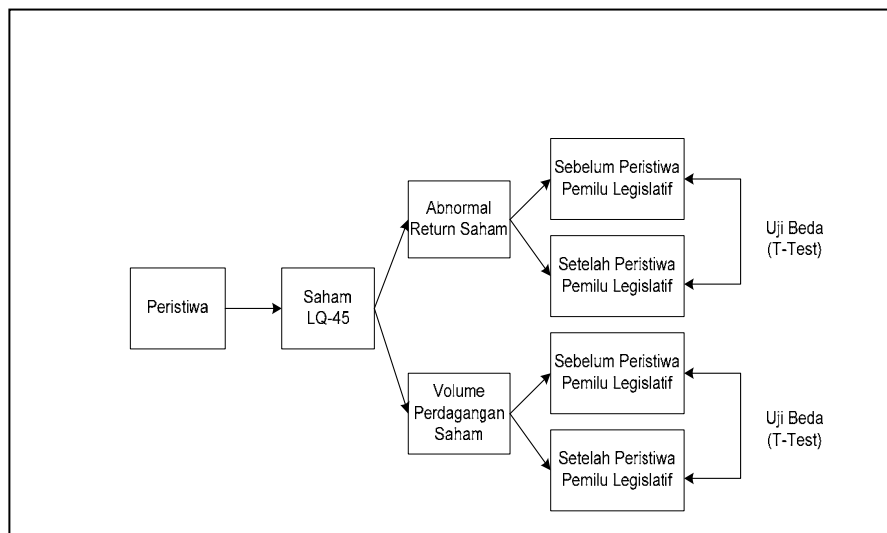 Peristiwa
Saham
LQ-45
Abnormal
Return Saham
Volume
Perdagangan
Saham
Sebelum Peristiwa
Pemilu Legislatif
Setelah Peristiwa
Pemilu Legislatif
Uji Beda
(T-Test)
Sebelum Peristiwa
Pemilu Legislatif
Setelah Peristiwa
Pemilu Legislatif
Uji Beda
(T-Test)